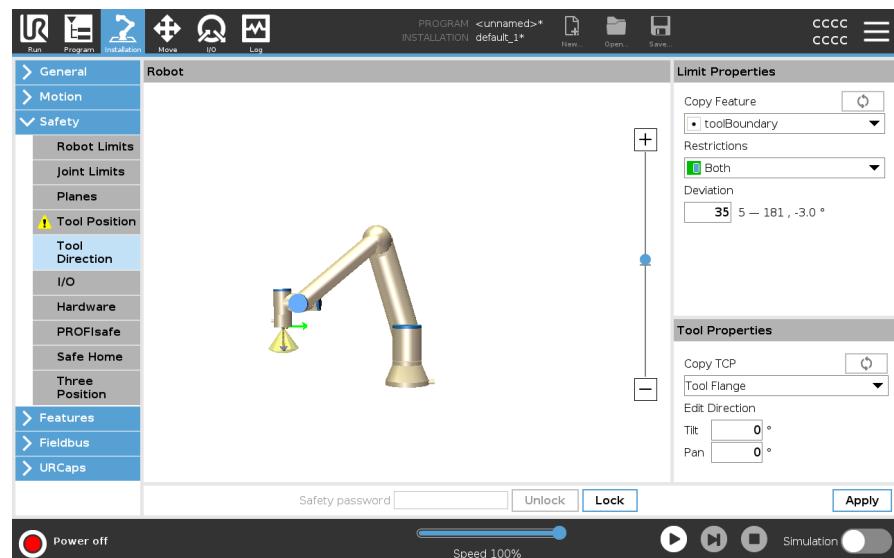 Run
Program
Installation
Move
I/O
Log
PROGRAM <unnamed>*
INSTALLATION default_1*
New...
Open...
Save...
CCCC
CCCC
General
Motion
Safety
Robot Limits
Joint Limits
Planes
Tool Position
Tool
Direction
I/O
Hardware
PROFIsafe
Safe Home
Three
Position
Features
Fieldbus
URCaps
Robot
+
−
Limit Properties
Copy Feature
toolBoundary
Restrictions
Both
Deviation
35 5 — 181 , -3.0 °
Tool Properties
Copy TCP
Tool Flange
Edit Direction
Tilt 0 °
Pan 0 °
Safety password
Unlock
Lock
Apply
Power off
Speed 100%
Simulation